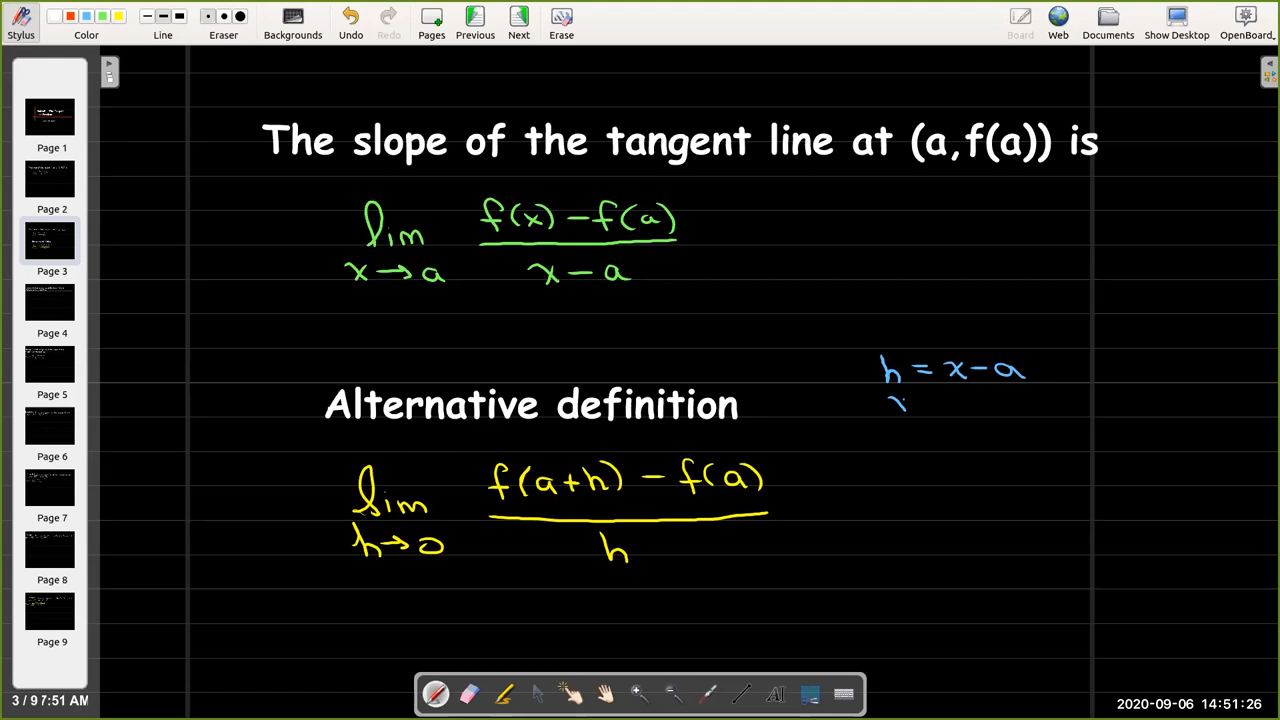 Stylus Color Line Eraser Backgrounds Undo Redo Pages Previous Next Erase Board Web Documents Show Desktop OpenBoard
Page 1
Page 2
Page 3
Page 4
Page 5
Page 6
Page 7
Page 8
Page 9
The slope of the tangent line at (a,f(a)) is
lim f(x) - f(a)
x → a x - a
h = x - a
Alternative definition
lim f(a+h) - f(a)
h → 0 h
3 / 9 7:51 AM
2020-09-06 14:51:26